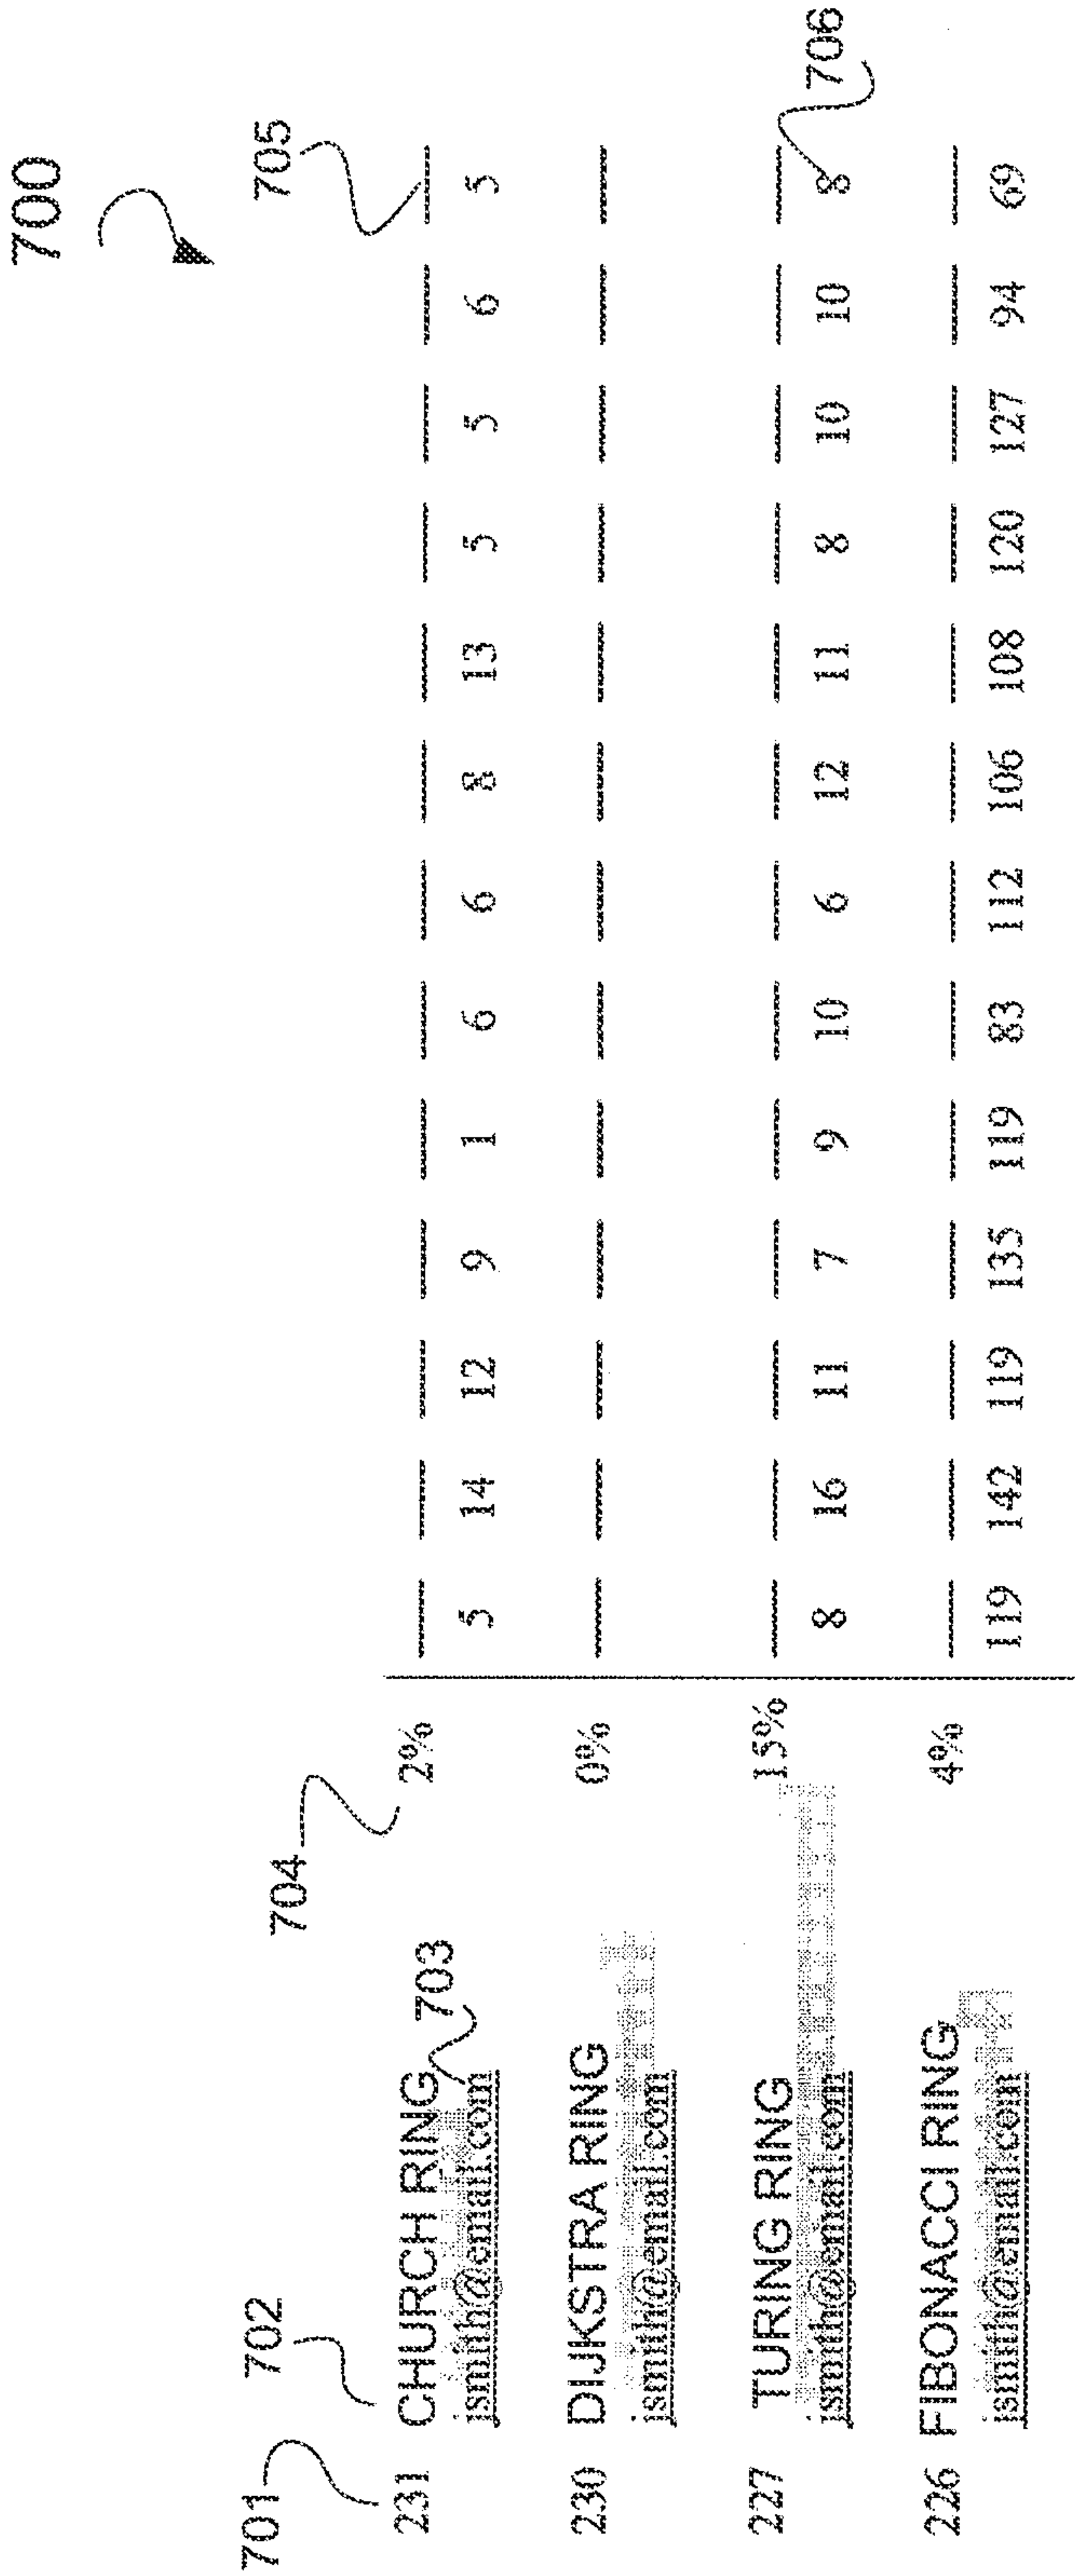 700
701 702 703 704 705
231 CHURCH RING 2%
jsmith@email.com 5 14 12 9 1 6 6 8 13 5 5 6 5
230 DIJKSTRA RING 0%
jsmith@email.com
706
227 TURING RING 15%
jsmith@email.com 8 16 11 7 9 10 6 12 11 8 10 10 8
226 FIBONACCI RING 4%
jsmith@email.com 119 142 119 135 119 83 112 106 108 120 127 94 69